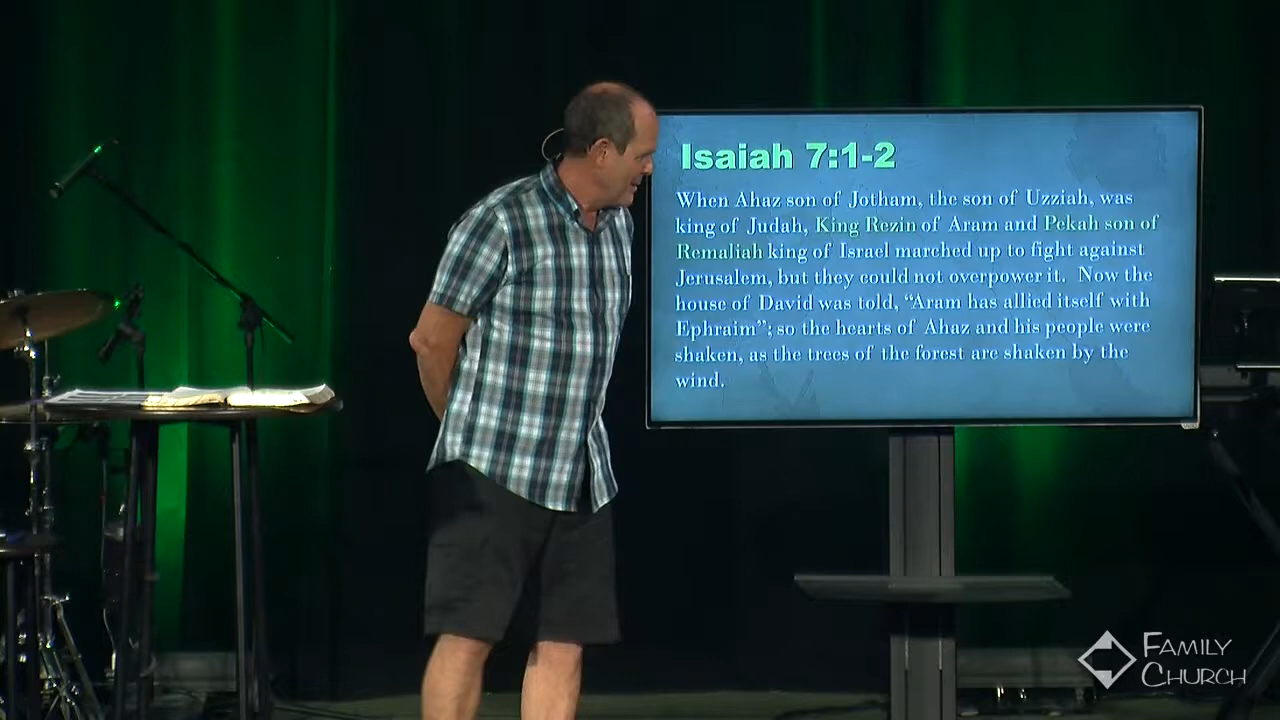 Isaiah 7:1-2
When Ahaz son of Jotham, the son of Uzziah, was
king of Judah, King Rezin of Aram and Pekah son of
Remaliah king of Israel marched up to fight against
Jerusalem, but they could not overpower it. Now the
house of David was told, “Aram has allied itself with
Ephraim”; so the hearts of Ahaz and his people were
shaken, as the trees of the forest are shaken by the
wind.
FAMILY
CHURCH